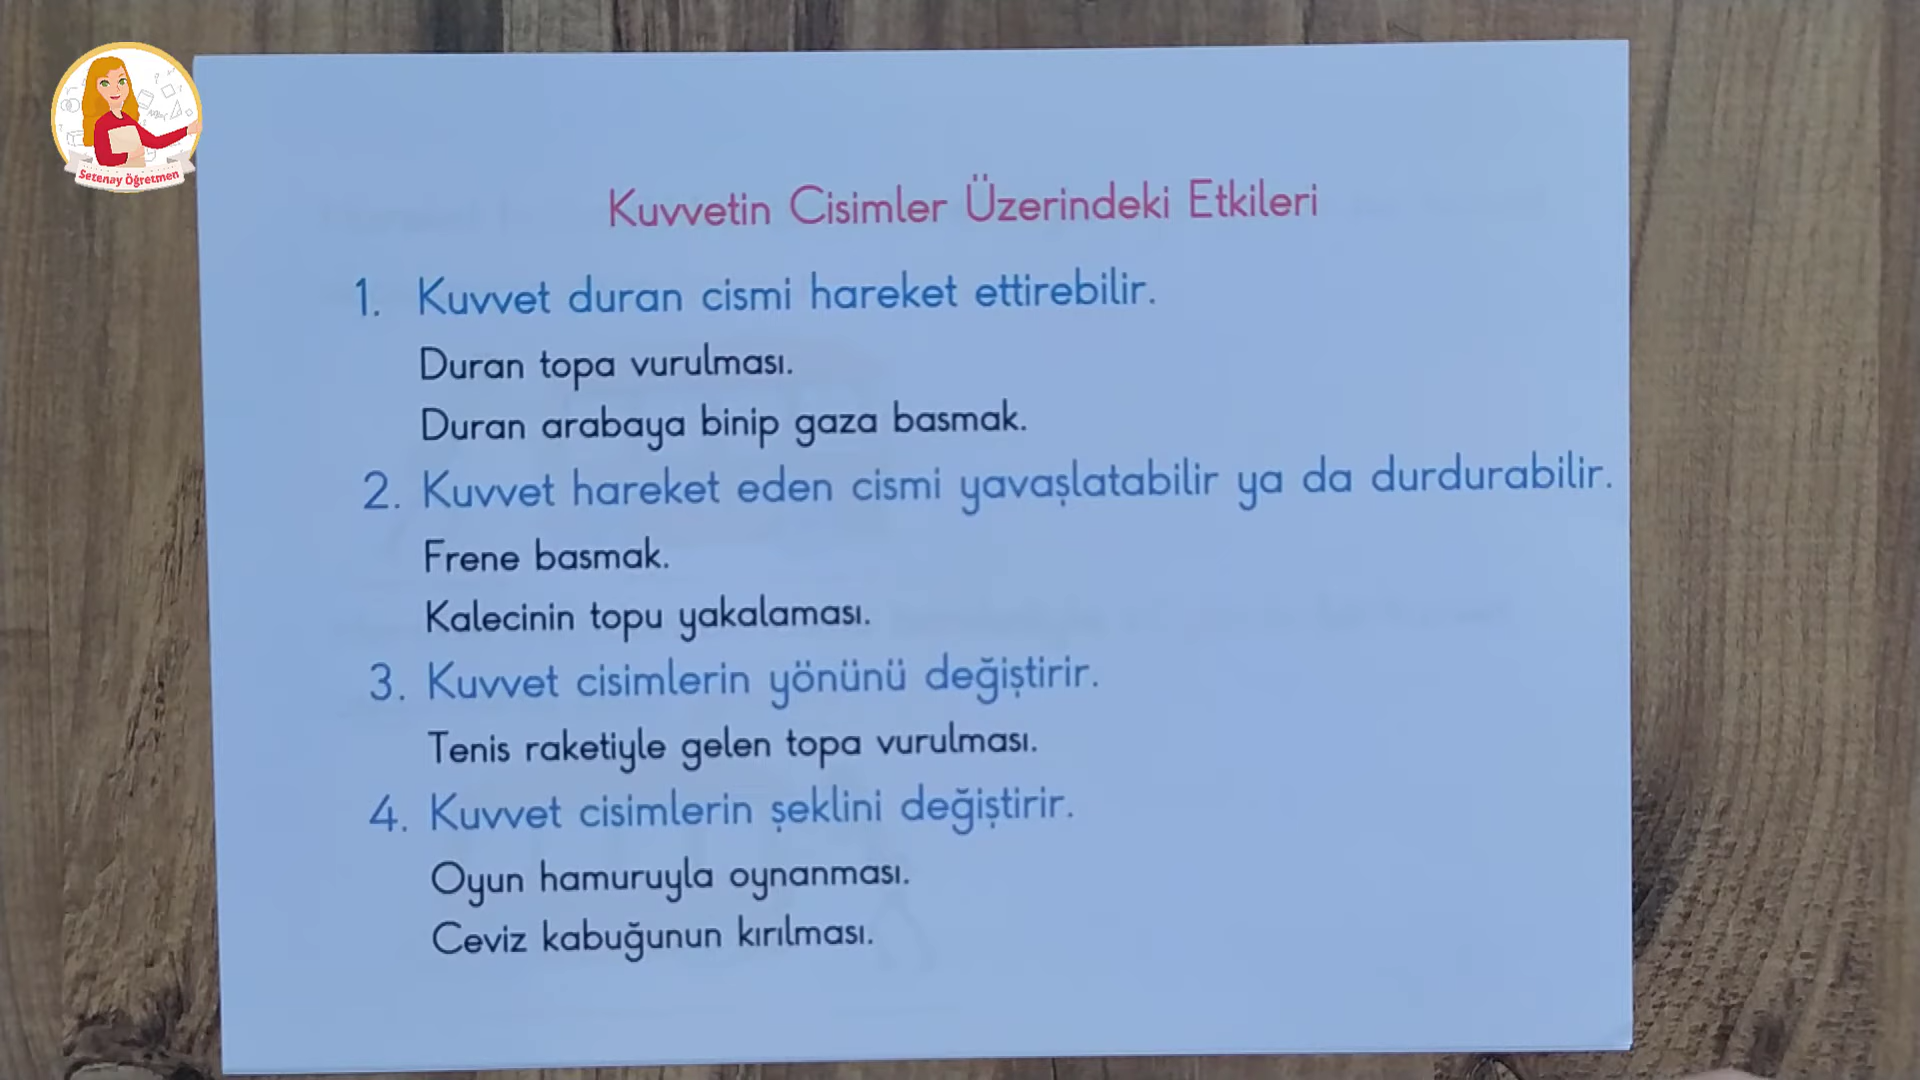 Setenay Öğretmen
Kuvvetin Cisimler Üzerindeki Etkileri
1. Kuvvet duran cismi hareket ettirebilir.
Duran topa vurulması.
Duran arabaya binip gaza basmak.
2. Kuvvet hareket eden cismi yavaşlatabilir ya da durdurabilir.
Frene basmak.
Kalecinin topu yakalaması.
3. Kuvvet cisimlerin yönünü değiştirir.
Tenis raketiyle gelen topa vurulması.
4. Kuvvet cisimlerin şeklini değiştirir.
Oyun hamuruyla oynanması.
Ceviz kabuğunun kırılması.